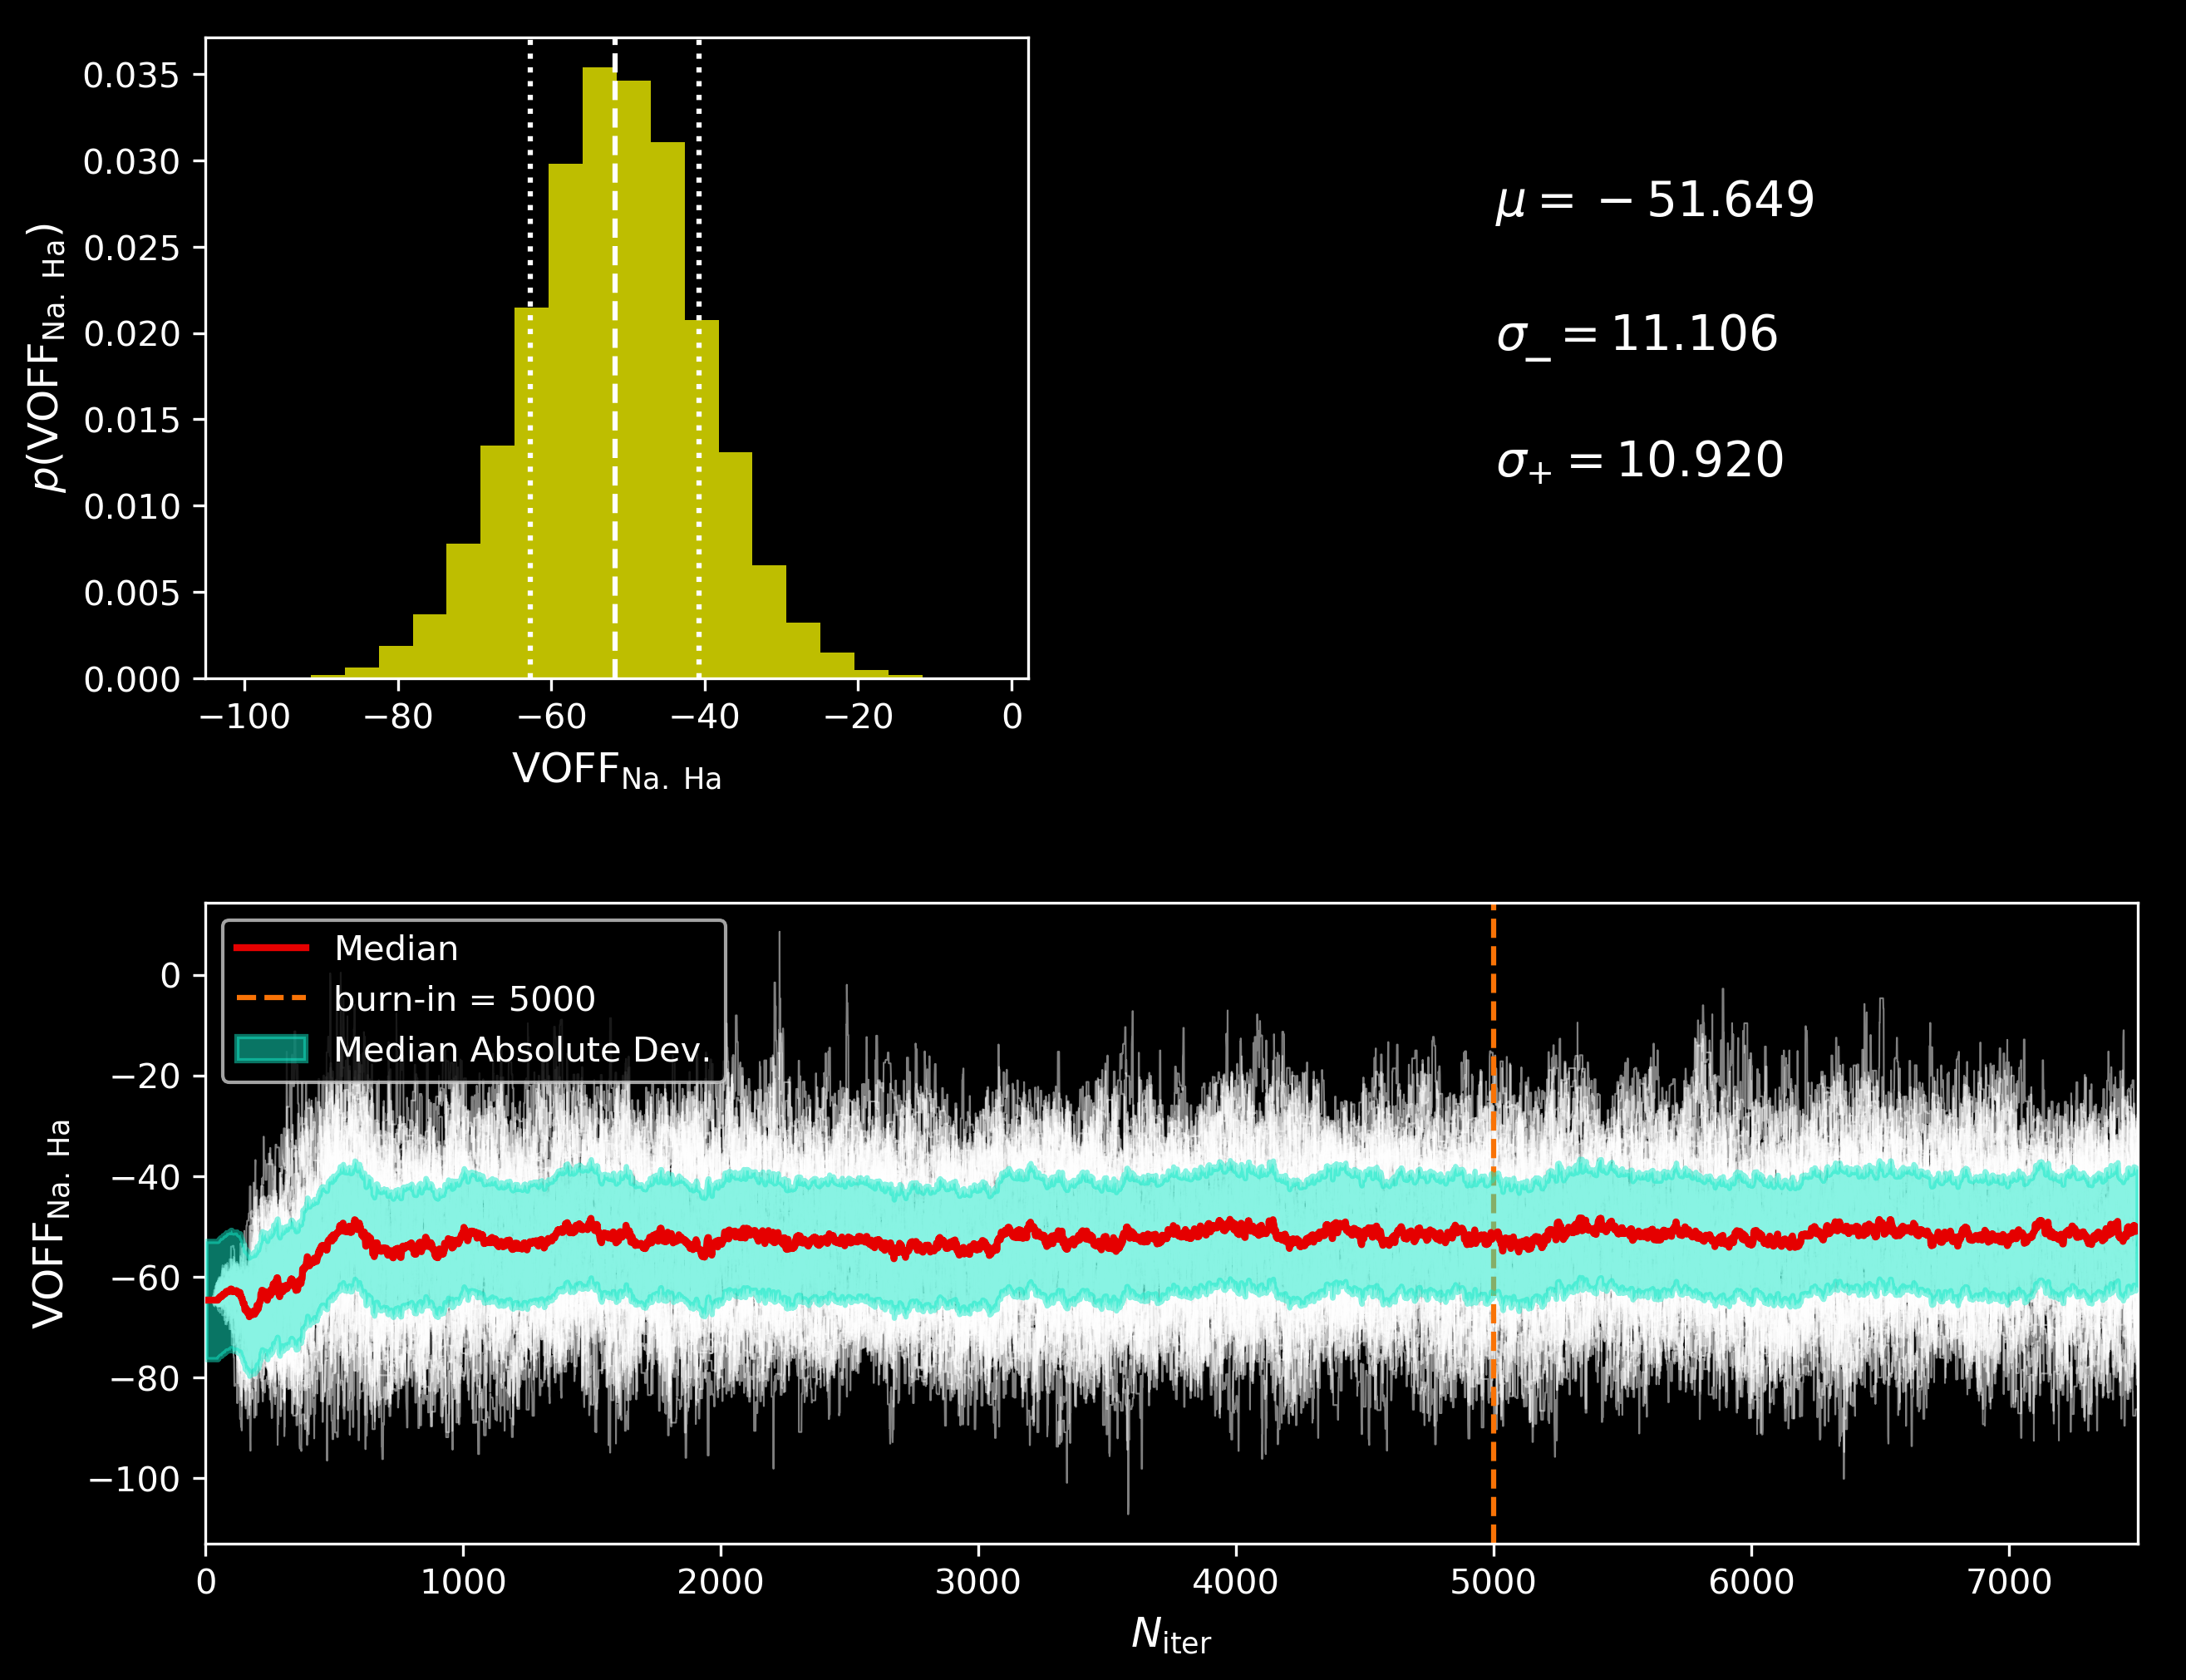 0.035
0.030
0.025
0.020
0.015
0.010
0.005
0.000
p(VOFF_Na. Ha)
−100 −80 −60 −40 −20 0
VOFF_Na. Ha
μ = −51.649
σ_− = 11.106
σ_+ = 10.920
Median
burn-in = 5000
Median Absolute Dev.
0
−20
−40
−60
−80
−100
VOFF_Na. Ha
0 1000 2000 3000 4000 5000 6000 7000
N_iter